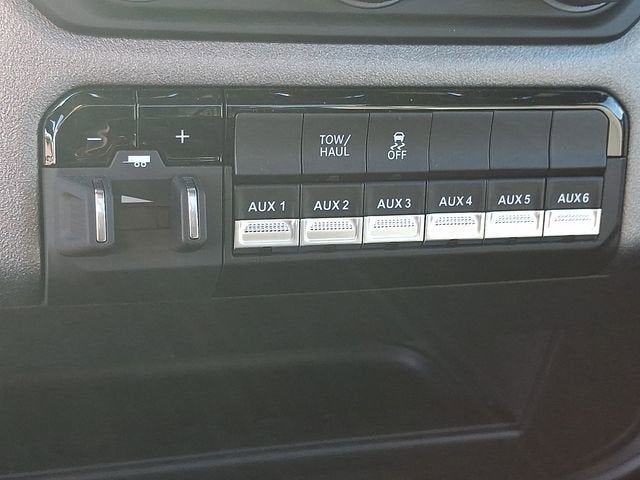 − +
TOW/
HAUL
OFF
AUX 1 AUX 2 AUX 3 AUX 4 AUX 5 AUX 6